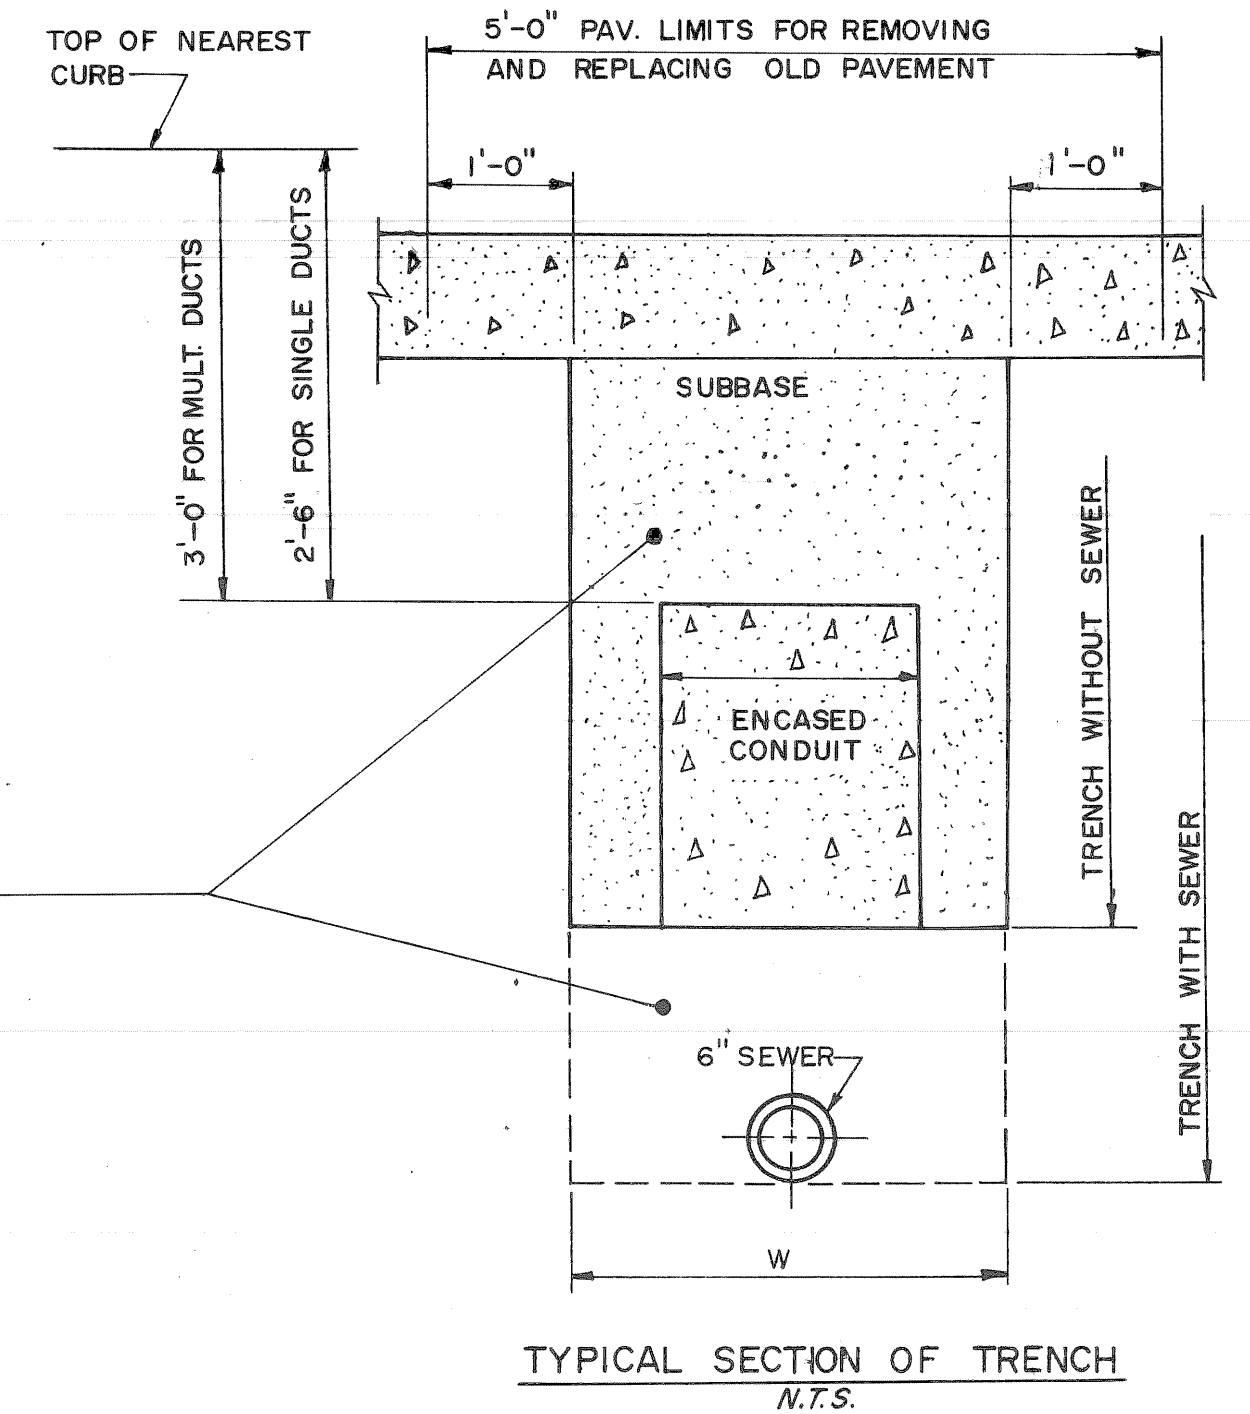 TOP OF NEAREST
CURB
5'-0" PAV. LIMITS FOR REMOVING
AND REPLACING OLD PAVEMENT
1'-0"
1'-0"
3'-0" FOR MULT. DUCTS
2'-6" FOR SINGLE DUCTS
SUBBASE
ENCASED
CONDUIT
TRENCH WITHOUT SEWER
TRENCH WITH SEWER
6" SEWER
W
TYPICAL SECTION OF TRENCH
N.T.S.